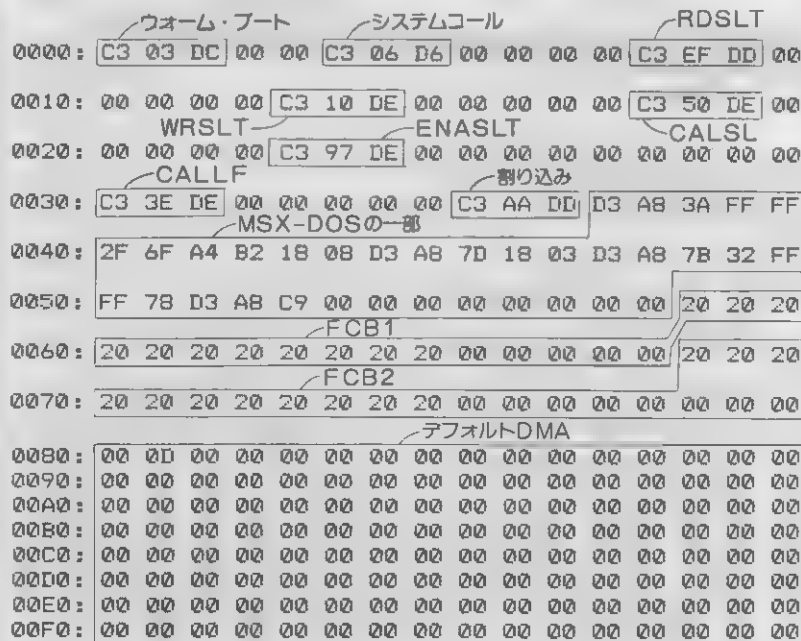 ウォーム・ブート システムコール RDSLT
0000: C3 03 DC 00 00 C3 06 D6 00 00 00 00 C3 EF DD 00
0010: 00 00 00 00 C3 10 DE 00 00 00 00 00 C3 50 DE 00
WRSLT ENASLT CALSL
0020: 00 00 00 00 C3 97 DE 00 00 00 00 00 00 00 00 00
CALLF 割り込み
0030: C3 3E DE 00 00 00 00 00 C3 AA DD D3 A8 3A FF FF
MSX-DOSの一部
0040: 2F 6F A4 B2 18 08 D3 A8 7D 18 03 D3 A8 7B 32 FF
0050: FF 78 D3 A8 C9 00 00 00 00 00 00 00 00 20 20 20
FCB1
0060: 20 20 20 20 20 20 20 20 00 00 00 00 00 20 20 20
FCB2
0070: 20 20 20 20 20 20 20 20 00 00 00 00 00 00 00 00
デフォルトDMA
0080: 00 0D 00 00 00 00 00 00 00 00 00 00 00 00 00 00
0090: 00 00 00 00 00 00 00 00 00 00 00 00 00 00 00 00
00A0: 00 00 00 00 00 00 00 00 00 00 00 00 00 00 00 00
00B0: 00 00 00 00 00 00 00 00 00 00 00 00 00 00 00 00
00C0: 00 00 00 00 00 00 00 00 00 00 00 00 00 00 00 00
00D0: 00 00 00 00 00 00 00 00 00 00 00 00 00 00 00 00
00E0: 00 00 00 00 00 00 00 00 00 00 00 00 00 00 00 00
00F0: 00 00 00 00 00 00 00 00 00 00 00 00 00 00 00 00